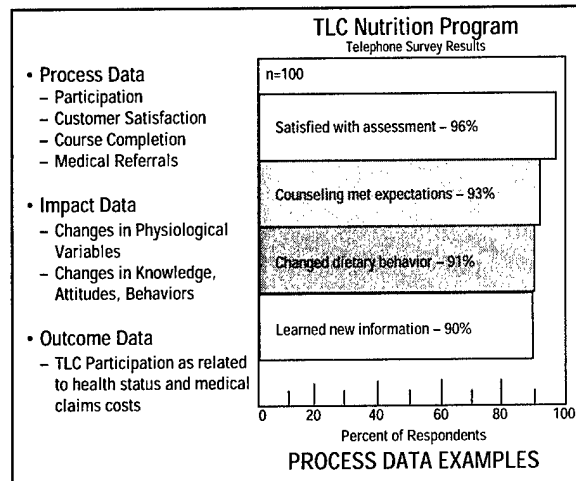 TLC Nutrition Program
Telephone Survey Results
• Process Data
– Participation
– Customer Satisfaction
– Course Completion
– Medical Referrals
• Impact Data
– Changes in Physiological
Variables
– Changes in Knowledge,
Attitudes, Behaviors
• Outcome Data
– TLC Participation as related
to health status and medical
claims costs
n=100
Satisfied with assessment – 96%
Counseling met expectations – 93%
Changed dietary behavior – 91%
Learned new information – 90%
0 20 40 60 80 100
Percent of Respondents
PROCESS DATA EXAMPLES